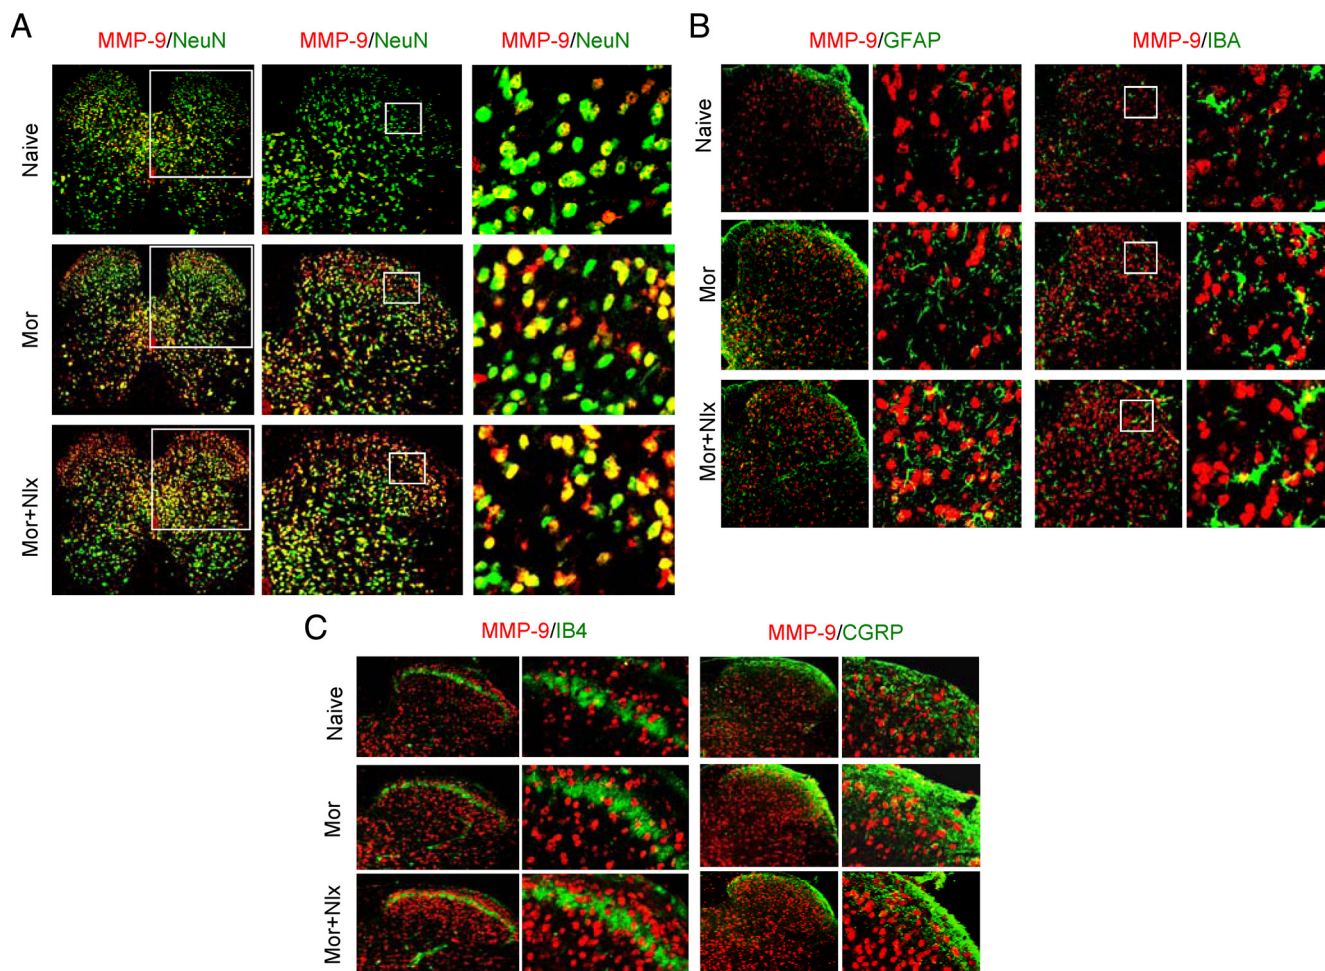 A
MMP-9/NeuN MMP-9/NeuN MMP-9/NeuN
Naive
Mor
Mor+Nlx
B
MMP-9/GFAP MMP-9/IBA
Naive
Mor
Mor+Nlx
C
MMP-9/IB4 MMP-9/CGRP
Naive
Mor
Mor+Nlx